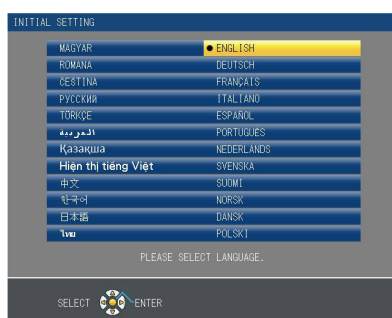 INITIAL SETTING
MAGYAR ENGLISH
ROMÂNA DEUTSCH
ČEŠTINA FRANÇAIS
РУССКИЙ ITALIANO
TÜRKÇE ESPAÑOL
العربية PORTUGUÊS
Қазақша NEDERLANDS
Hiện thị tiếng Việt SVENSKA
中文 SUOMI
한국어 NORSK
日本語 DANSK
ไทย POLSKI
PLEASE SELECT LANGUAGE.
SELECT ENTER